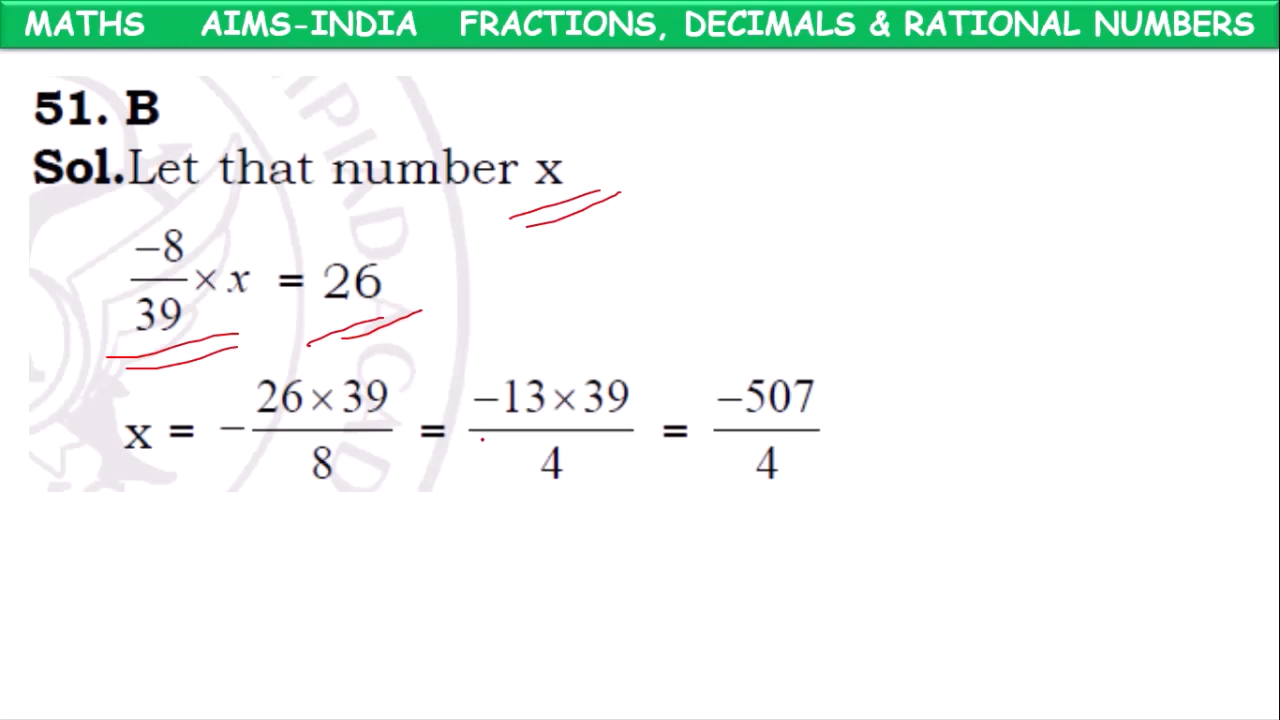 MATHS AIMS-INDIA FRACTIONS, DECIMALS & RATIONAL NUMBERS
51. B
Sol.Let that number x
−8/39 × x = 26
x = −26×39/8 = −13×39/4 = −507/4